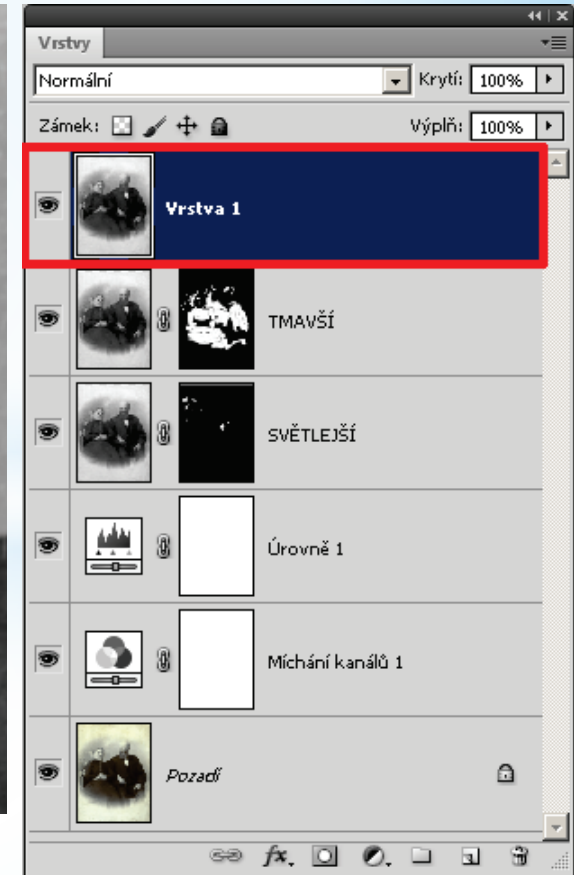 Vrstvy
Normální Krytí: 100%
Zámek: Výplň: 100%
Vrstva 1
TMAVŠÍ
SVĚTLEJŠÍ
Úrovně 1
Míchání kanálů 1
Pozadí
fx.